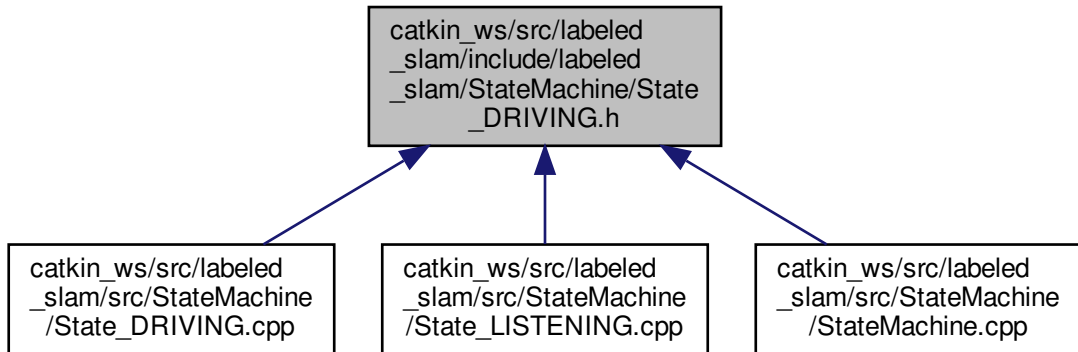 catkin_ws/src/labeled
_slam/include/labeled
_slam/StateMachine/State
_DRIVING.h
catkin_ws/src/labeled
_slam/src/StateMachine
/State_DRIVING.cpp
catkin_ws/src/labeled
_slam/src/StateMachine
/State_LISTENING.cpp
catkin_ws/src/labeled
_slam/src/StateMachine
/StateMachine.cpp